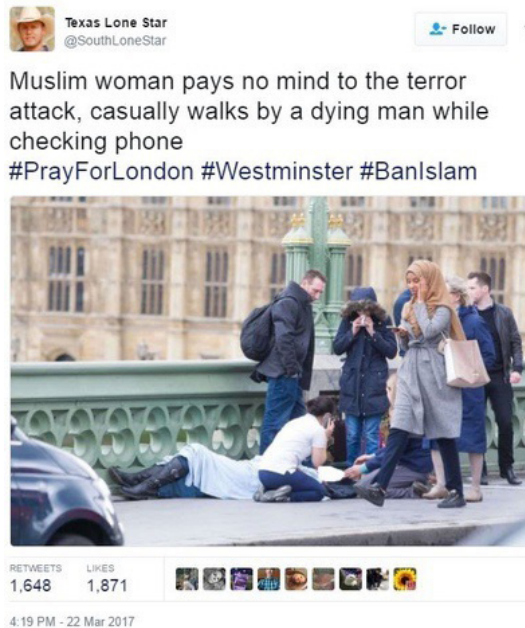 Texas Lone Star
@SouthLoneStar
Follow
Muslim woman pays no mind to the terror
attack, casually walks by a dying man while
checking phone
#PrayForLondon #Westminster #BanIslam
RETWEETS LIKES
1,648 1,871
4:19 PM - 22 Mar 2017